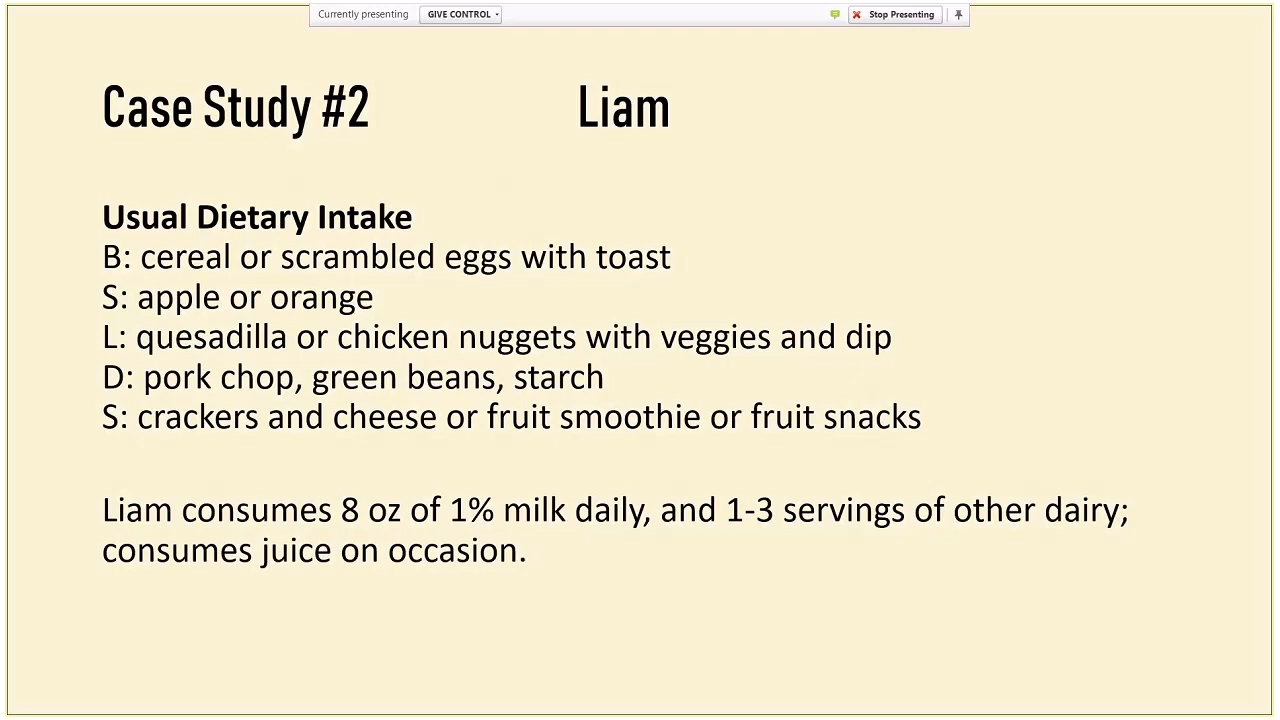 Currently presenting GIVE CONTROL Stop Presenting
Case Study #2 Liam
Usual Dietary Intake
B: cereal or scrambled eggs with toast
S: apple or orange
L: quesadilla or chicken nuggets with veggies and dip
D: pork chop, green beans, starch
S: crackers and cheese or fruit smoothie or fruit snacks
Liam consumes 8 oz of 1% milk daily, and 1-3 servings of other dairy;
consumes juice on occasion.